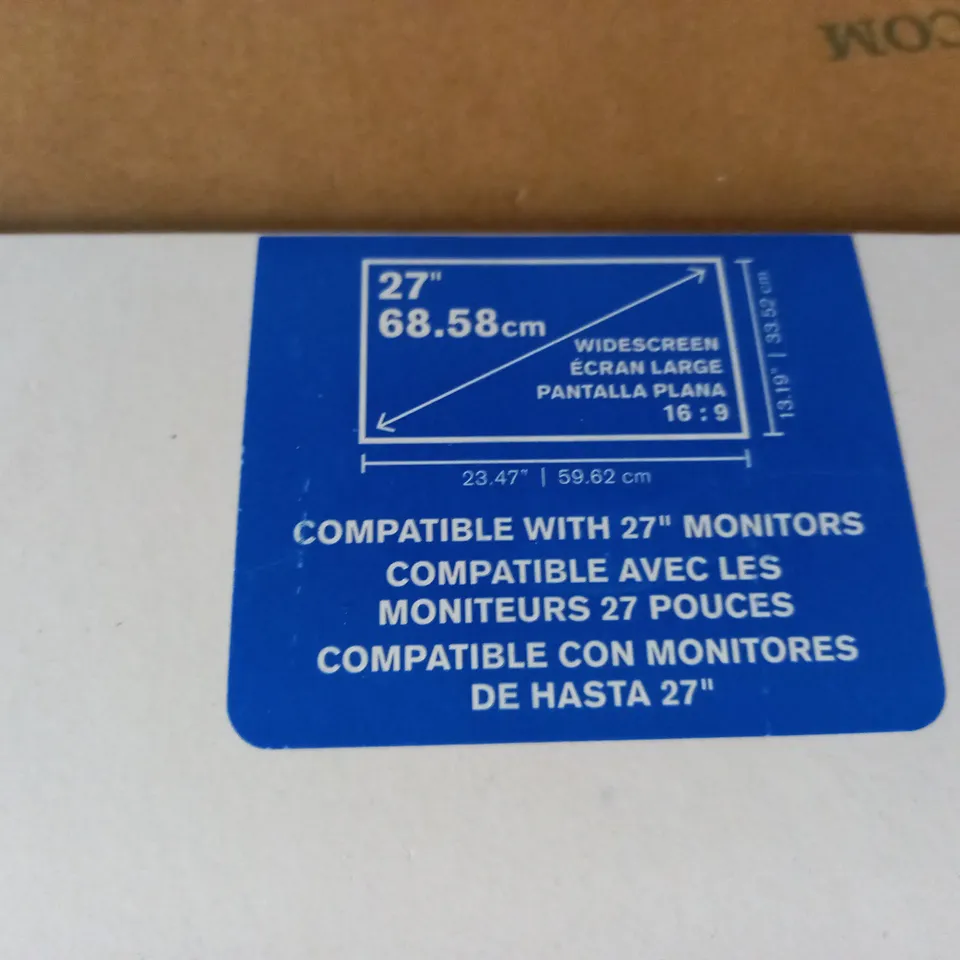 COM
27"
68.58cm
WIDESCREEN
ÉCRAN LARGE
PANTALLA PLANA
16 : 9
13.19" | 33.52 cm
23.47" | 59.62 cm
COMPATIBLE WITH 27" MONITORS
COMPATIBLE AVEC LES
MONITEURS 27 POUCES
COMPATIBLE CON MONITORES
DE HASTA 27"